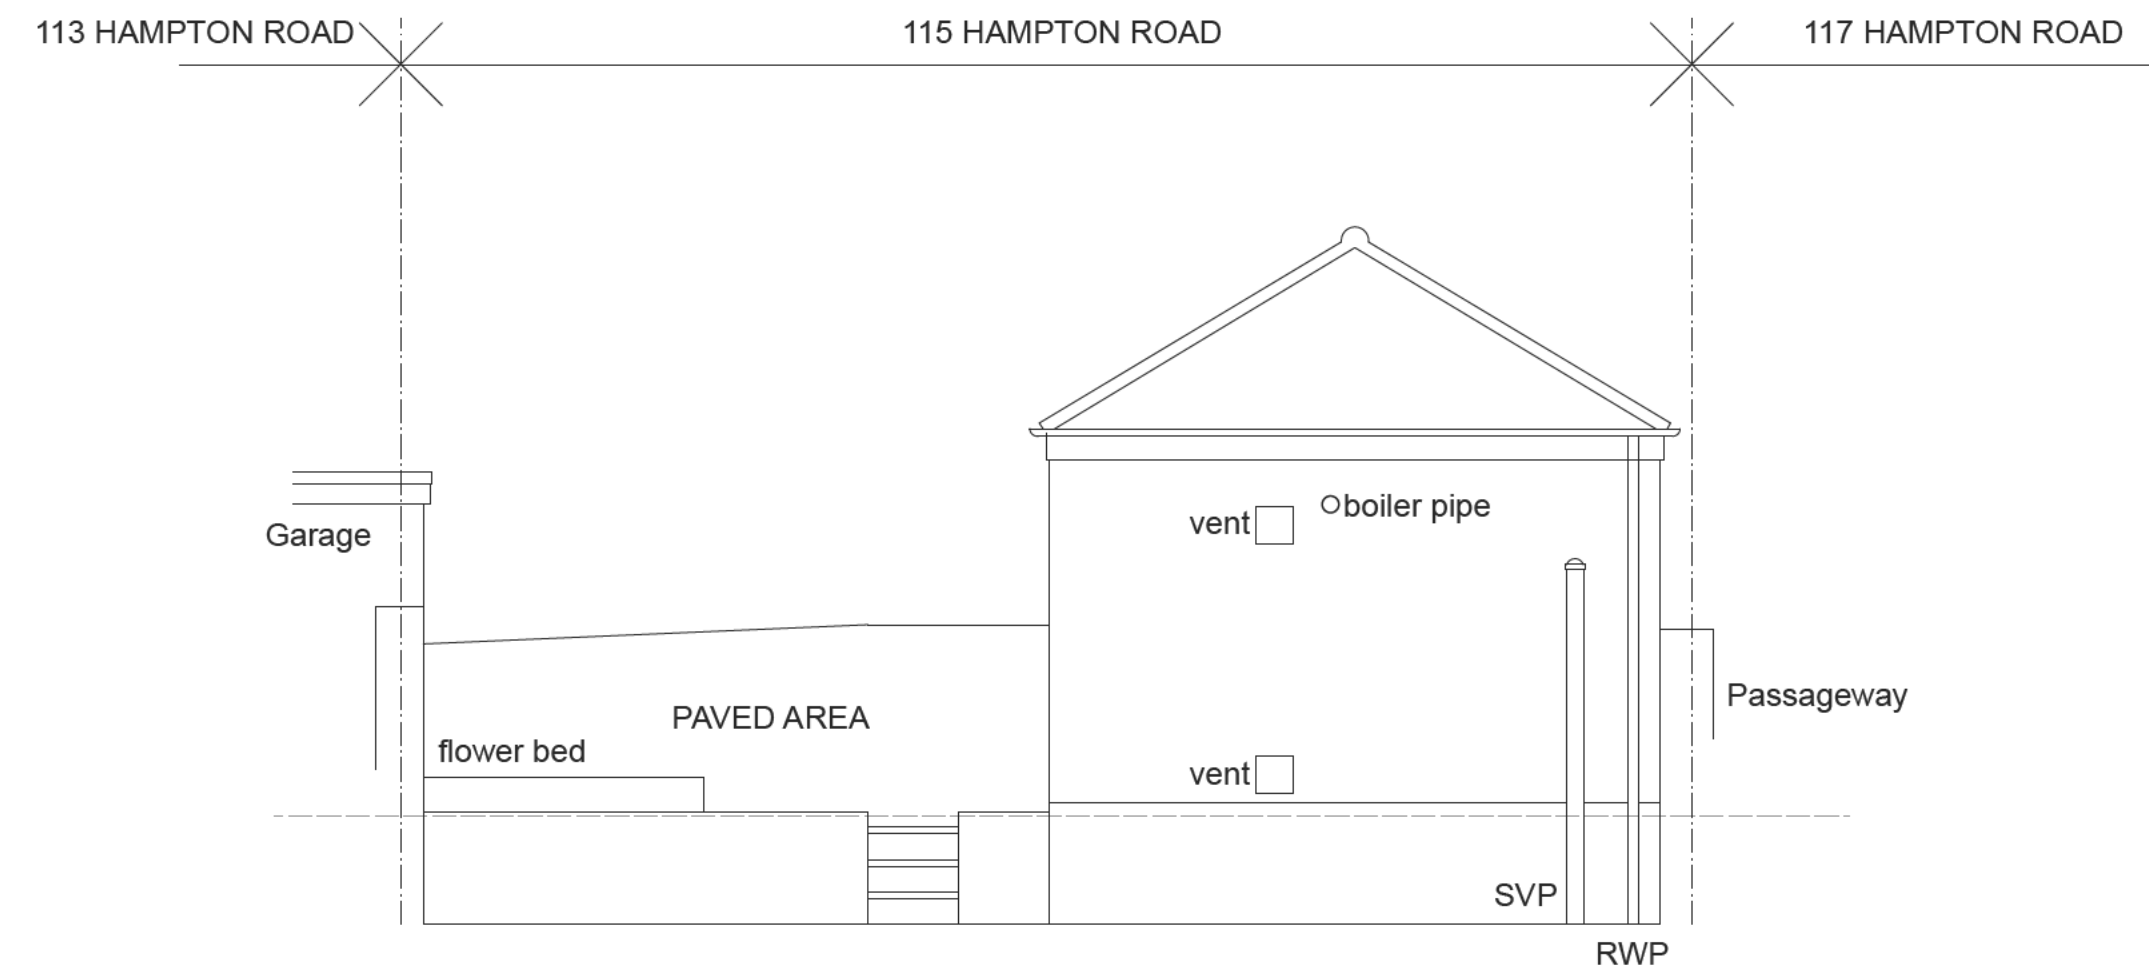 113 HAMPTON ROAD
115 HAMPTON ROAD
117 HAMPTON ROAD
boiler pipe
vent
Garage
Passageway
PAVED AREA
flower bed
vent
SVP
RWP